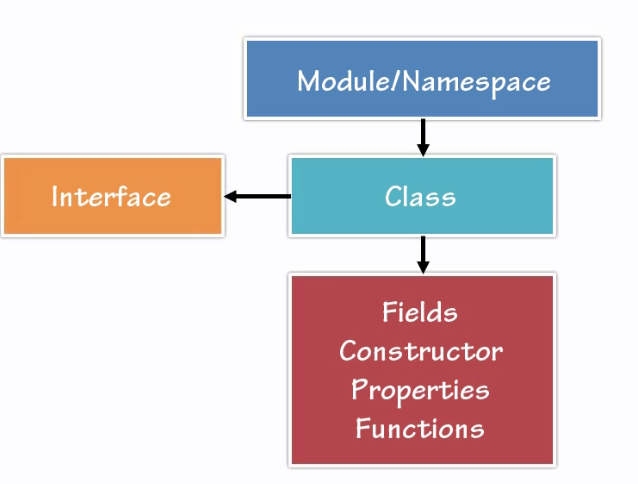 Module/Namespace
Interface
Class
Fields
Constructor
Properties
Functions